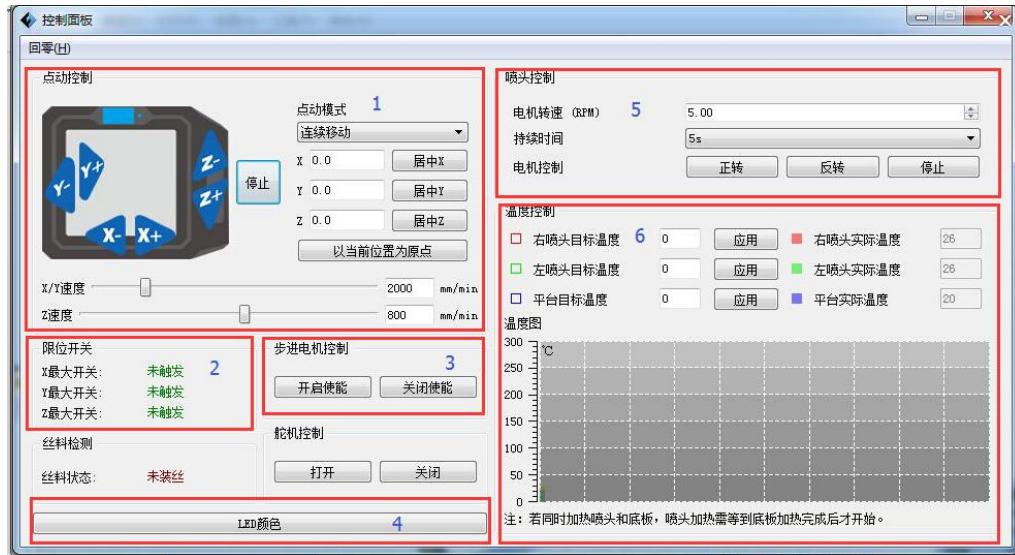 控制面板
回零(H)
点动控制
1
点动模式
连续移动
Y- Y+ Z- Z+ X- X+
停止
X 0.0 居中X
Y 0.0 居中Y
Z 0.0 居中Z
以当前位置为原点
X/Y速度 2000 mm/min
Z速度 800 mm/min
限位开关
2
X最大开关: 未触发
Y最大开关: 未触发
Z最大开关: 未触发
步进电机控制
3
开启使能 关闭使能
丝料检测
丝料状态: 未装丝
舵机控制
打开 关闭
LED颜色 4
喷头控制
电机转速 (RPM) 5 5.00
持续时间 5s
电机控制 正转 反转 停止
温度控制
右喷头目标温度 6 0 应用 右喷头实际温度 26
左喷头目标温度 0 应用 左喷头实际温度 26
平台目标温度 0 应用 平台实际温度 20
温度图
300 ℃
250
200
150
100
50
0
注：若同时加热喷头和底板，喷头加热需等到底板加热完成后才开始。